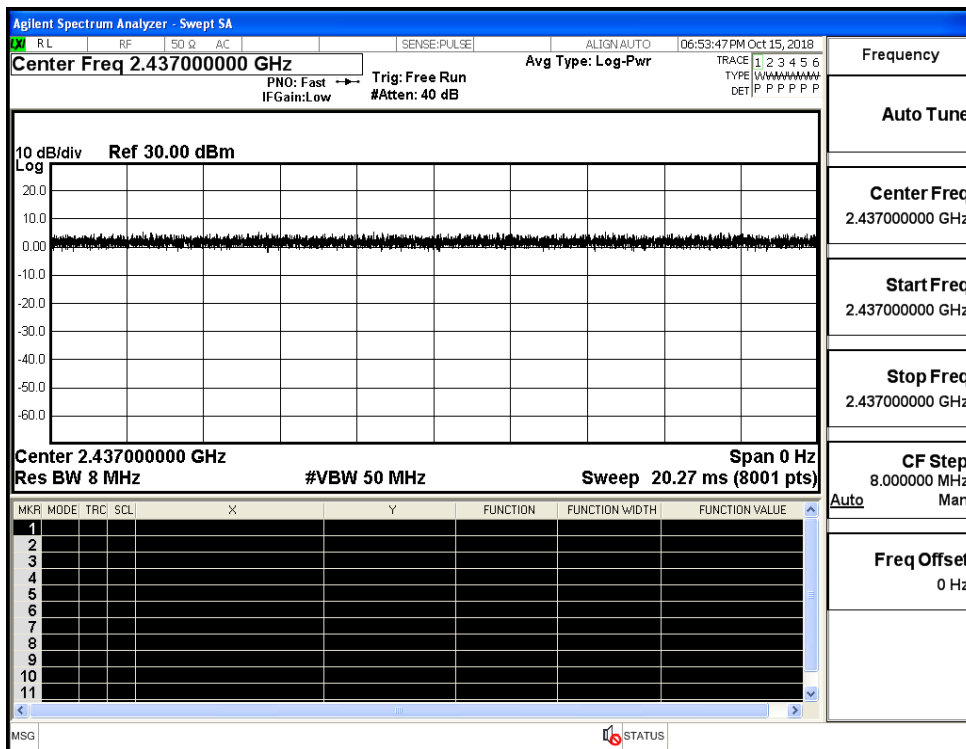 Agilent Spectrum Analyzer - Swept SA
LXI RL RF 50 Ω AC SENSE:PULSE ALIGN AUTO 06:53:47 PM Oct 15, 2018
Center Freq 2.437000000 GHz
PNO: Fast
IFGain:Low
Trig: Free Run
#Atten: 40 dB
Avg Type: Log-Pwr
TRACE 1 2 3 4 5 6
TYPE WWWWWW
DET P P P P P P
10 dB/div Ref 30.00 dBm
Log
20.0
10.0
0.00
-10.0
-20.0
-30.0
-40.0
-50.0
-60.0
Center 2.437000000 GHz Span 0 Hz
Res BW 8 MHz #VBW 50 MHz Sweep 20.27 ms (8001 pts)
MKR MODE TRC SCL X Y FUNCTION FUNCTION WIDTH FUNCTION VALUE
1
2
3
4
5
6
7
8
9
10
11
MSG STATUS
Frequency
Auto Tune
Center Freq
2.437000000 GHz
Start Freq
2.437000000 GHz
Stop Freq
2.437000000 GHz
CF Step
8.000000 MHz
Auto Man
Freq Offset
0 Hz